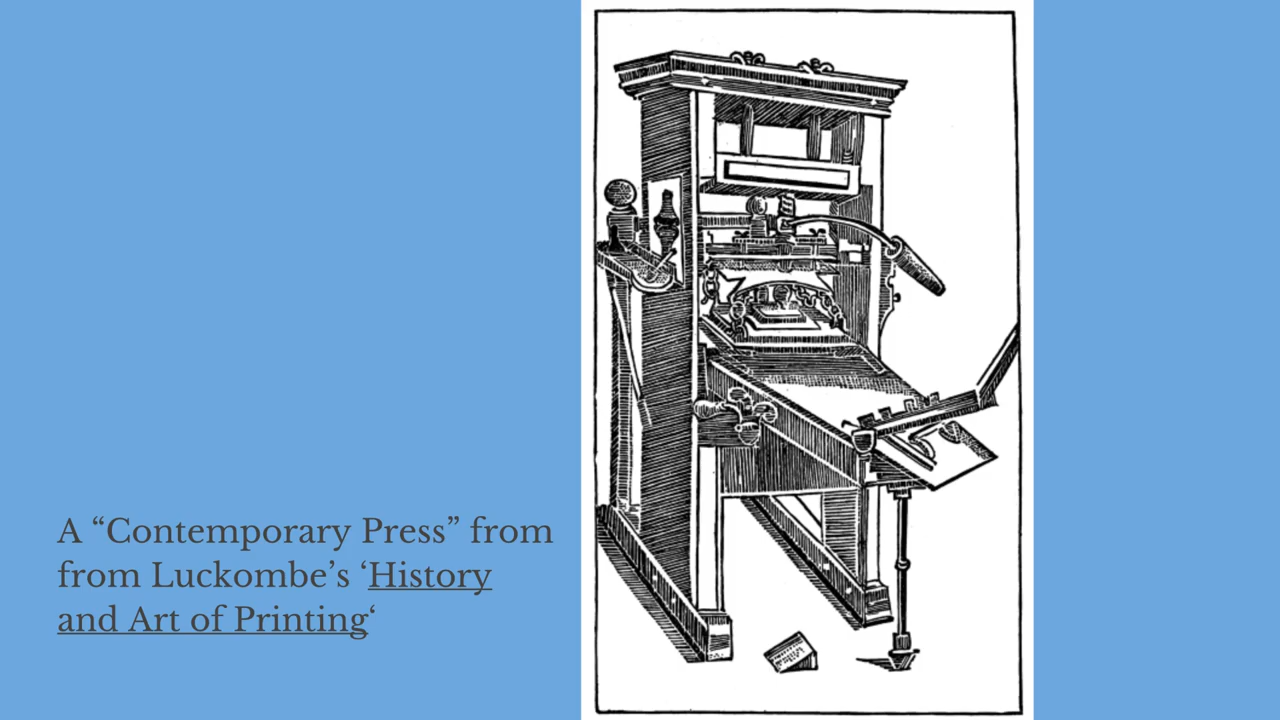 A “Contemporary Press” from
from Luckombe’s ‘History
and Art of Printing‘